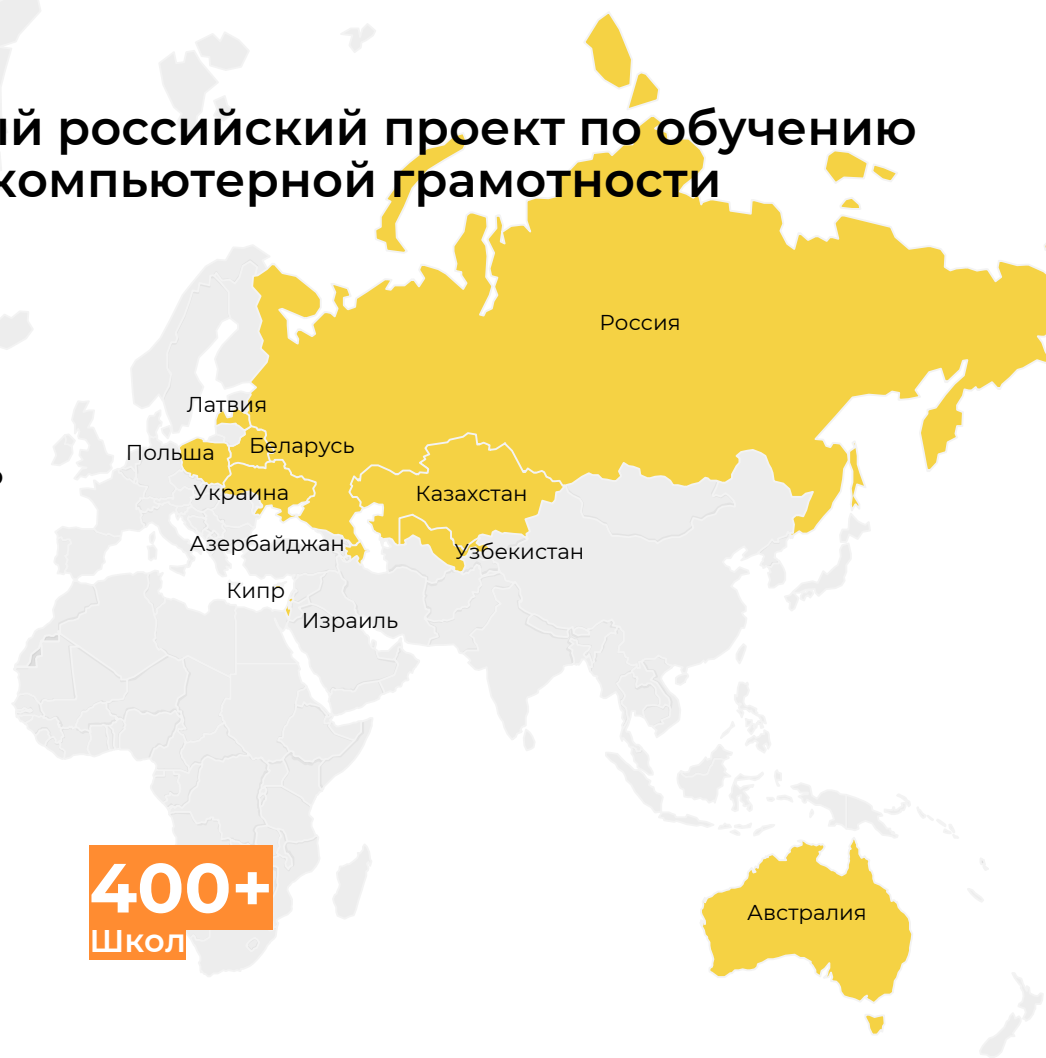 ый российский проект по обучению
компьютерной грамотности
Россия
Латвия
Польша
Беларусь
Украина
Казахстан
Азербайджан
Узбекистан
Кипр
Израиль
400+
Школ
Австралия